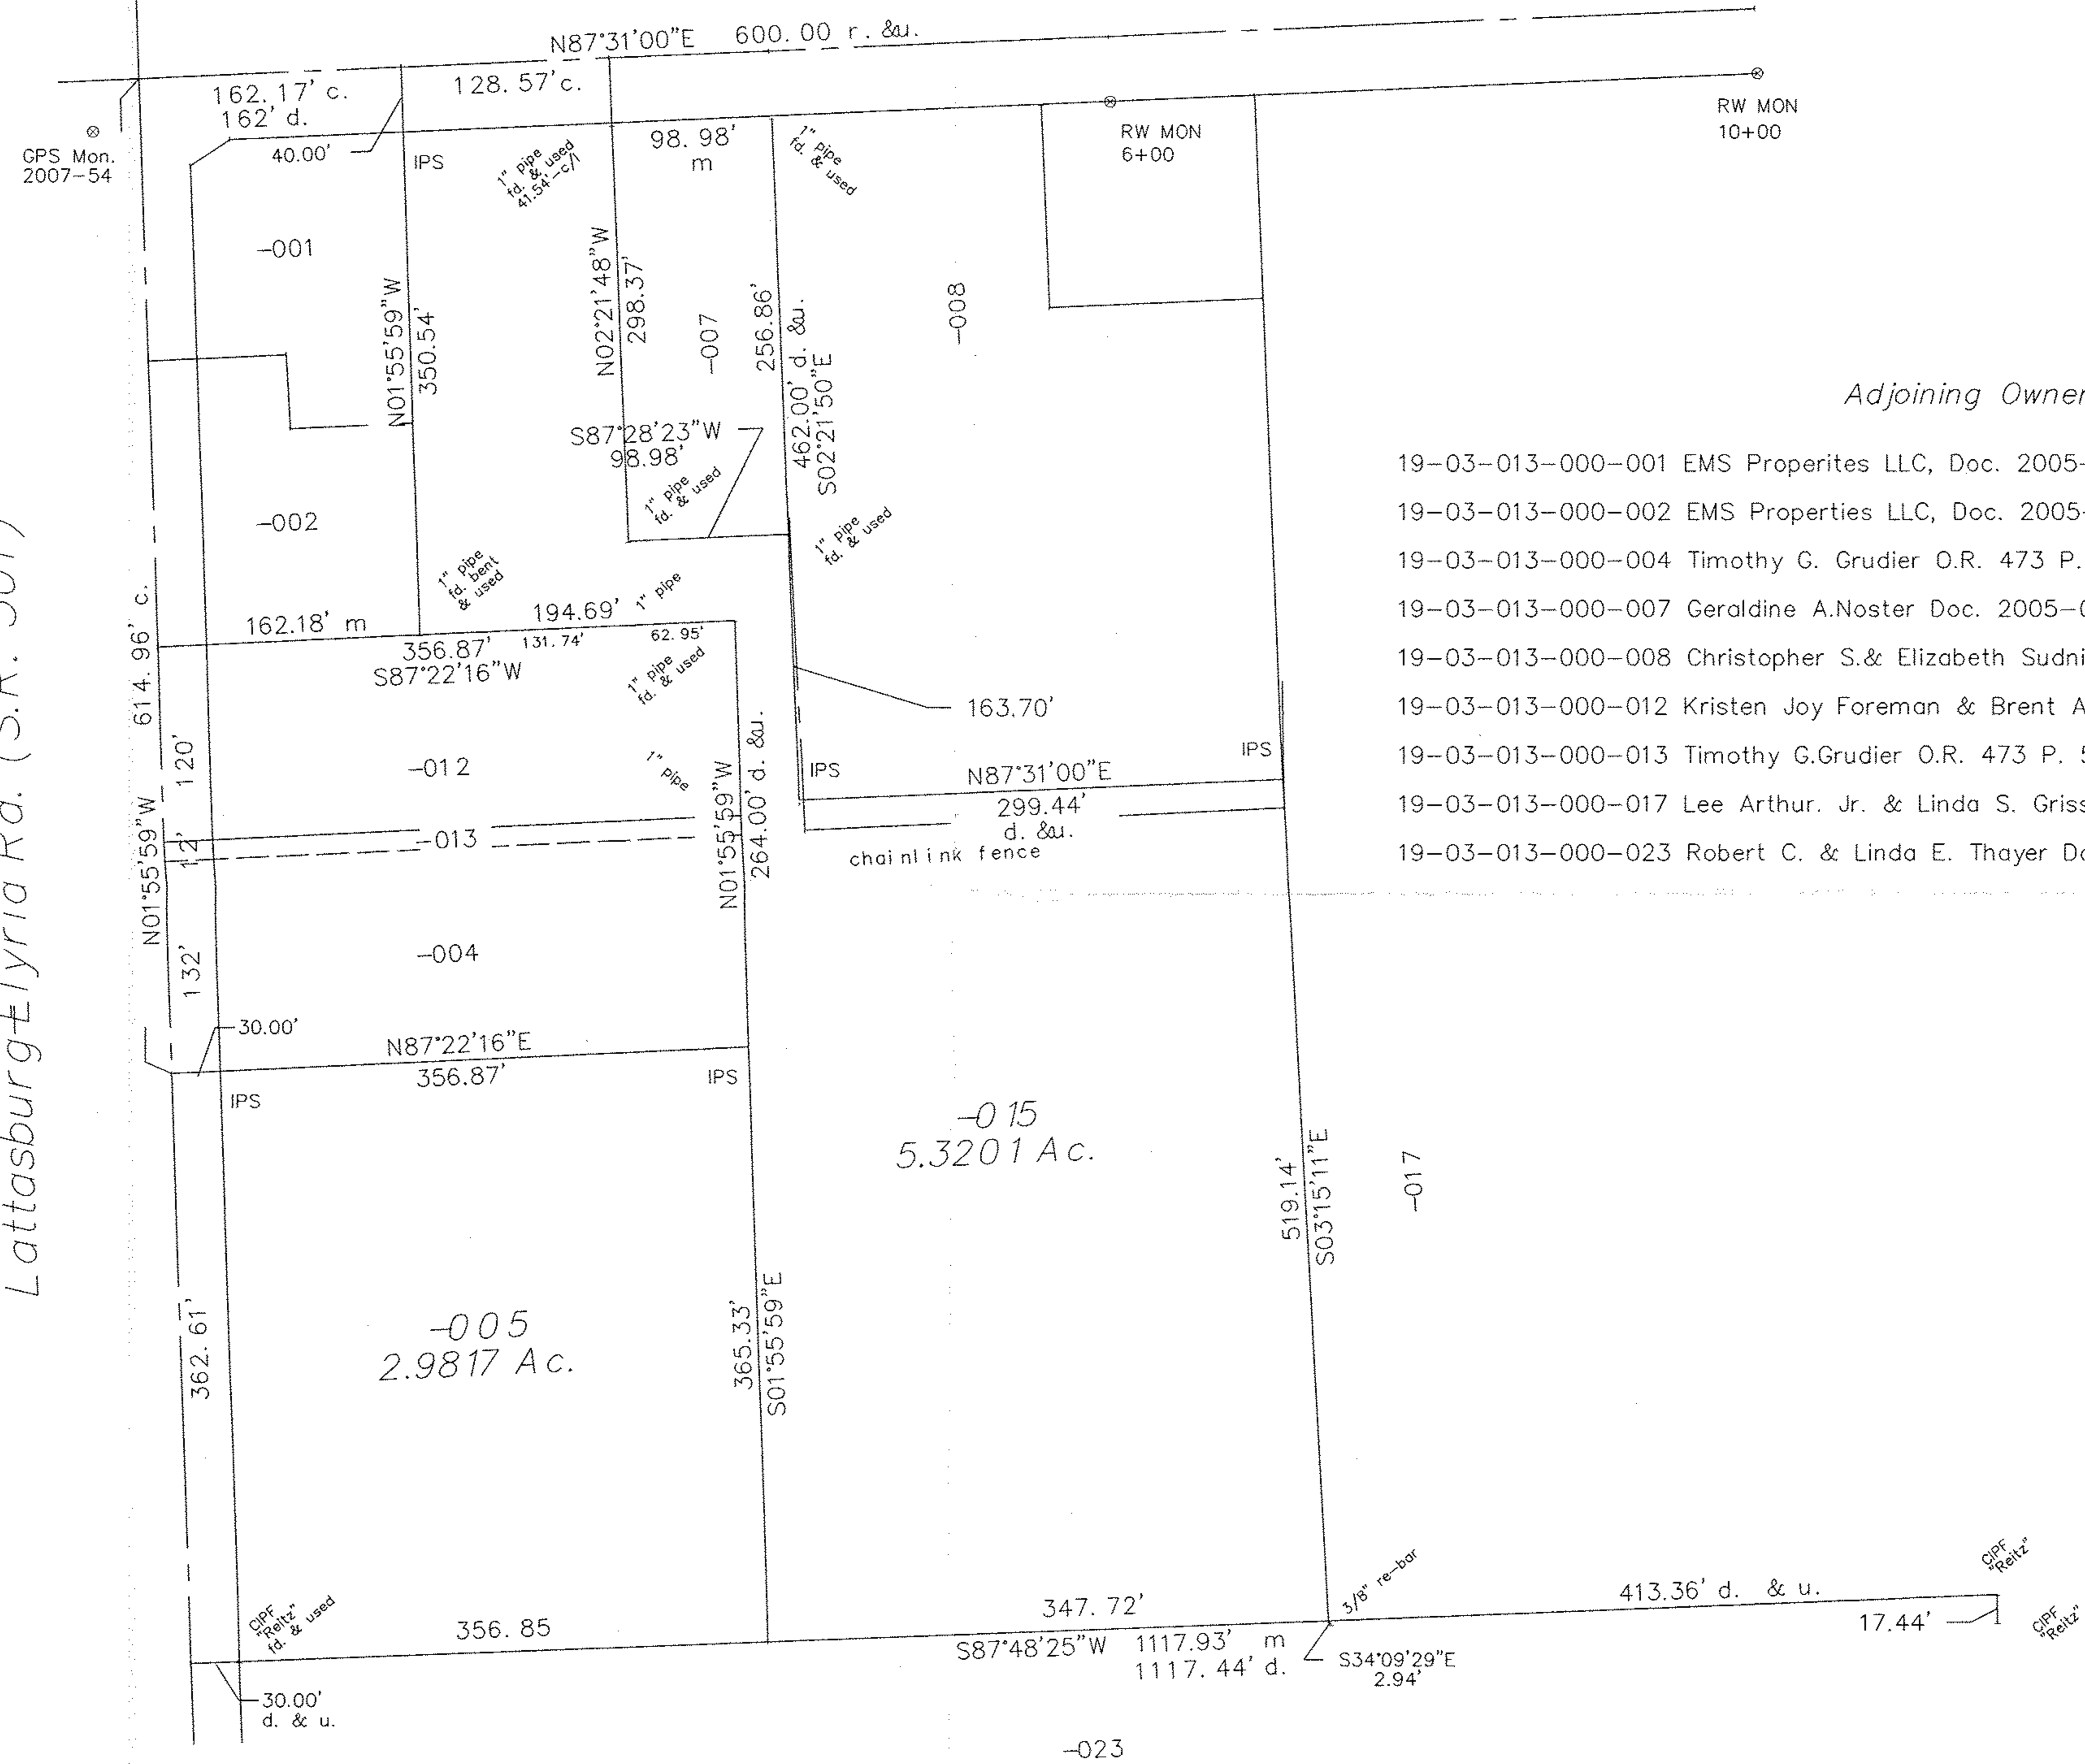 N87°31'00"E 600.00 r. &u.
162.17' c.
162' d.
128.57'c.
40.00'
GPS Mon.
2007-54
IPS
1" pipe
fd. & used
41.54'-c/l
98.98'
m
1" pipe
fd. & used
RW MON
6+00
RW MON
10+00
-001
N01°55'59"W
350.54'
N02°21'48"W
298.37'
-007
256.86'
462.00' d. &u.
S02°21'50"E
-008
S87°28'23"W
98.98'
1" pipe
fd. & used
1" pipe
fd. & used
-002
1" pipe
fd. bent
& used
194.69'
1" pipe
162.18' m
356.87'
131.74'
62.95'
S87°22'16"W
1" pipe
fd. & used
614.96' c.
N01°55'59"W
120'
12'
132'
163.70'
-012
1" pipe
N01°55'59"W
264.00' d. &u.
IPS
N87°31'00"E
IPS
299.44'
d. &u.
chainlink fence
-013
-004
30.00'
N87°22'16"E
356.87'
IPS
IPS
Adjoining Owner
19-03-013-000-001 EMS Properites LLC, Doc. 2005-
19-03-013-000-002 EMS Properties LLC, Doc. 2005-
19-03-013-000-004 Timothy G. Grudier O.R. 473 P.
19-03-013-000-007 Geraldine A.Noster Doc. 2005-0
19-03-013-000-008 Christopher S.& Elizabeth Sudni
19-03-013-000-012 Kristen Joy Foreman & Brent A
19-03-013-000-013 Timothy G.Grudier O.R. 473 P. 5
19-03-013-000-017 Lee Arthur. Jr. & Linda S. Griss
19-03-013-000-023 Robert C. & Linda E. Thayer Do
Lattasburg-Elyria Rd. (S.R. 301)
-015
5.3201 Ac.
519.14'
S03°15'11"E
-017
-005
2.9817 Ac.
362.61'
365.33'
S01°55'59"E
CIPF
"Reitz"
fd. & used
356.85
347.72'
3/8" re-bar
413.36' d. & u.
CIPF
"Reitz"
17.44'
CIPF
"Reitz"
S87°48'25"W 1117.93' m
1117.44' d.
S34°09'29"E
2.94'
30.00'
d. & u.
-023